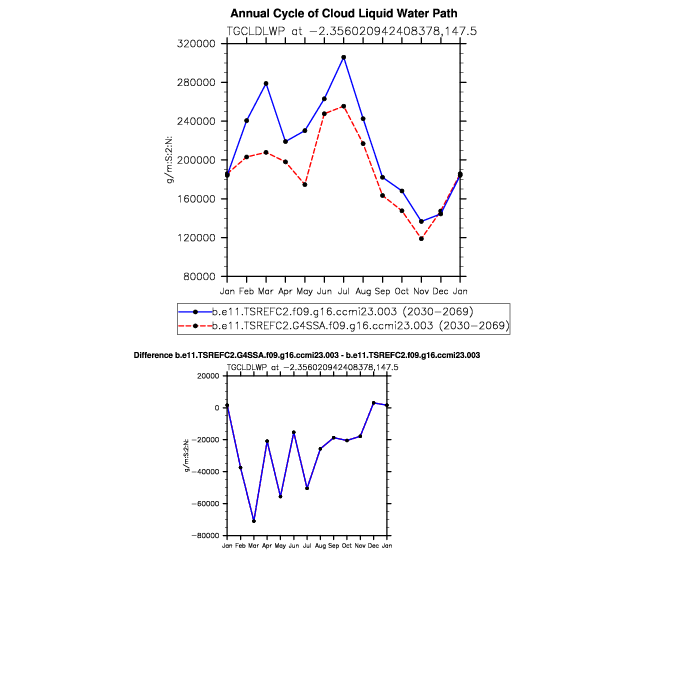 Annual Cycle of Cloud Liquid Water Path
TGCLDLWP at -2.356020942408378,147.5
320000
280000
240000
200000
160000
120000
80000
g/m:S:2:N:
Jan Feb Mar Apr May Jun Jul Aug Sep Oct Nov Dec Jan
b.e11.TSREFC2.f09.g16.ccmi23.003 (2030-2069)
b.e11.TSREFC2.G4SSA.f09.g16.ccmi23.003 (2030-2069)
Difference b.e11.TSREFC2.G4SSA.f09.g16.ccmi23.003 - b.e11.TSREFC2.f09.g16.ccmi23.003
TGCLDLWP at -2.356020942408378,147.5
20000
0
-20000
-40000
-60000
-80000
g/m:S:2:N:
Jan Feb Mar Apr May Jun Jul Aug Sep Oct Nov Dec Jan